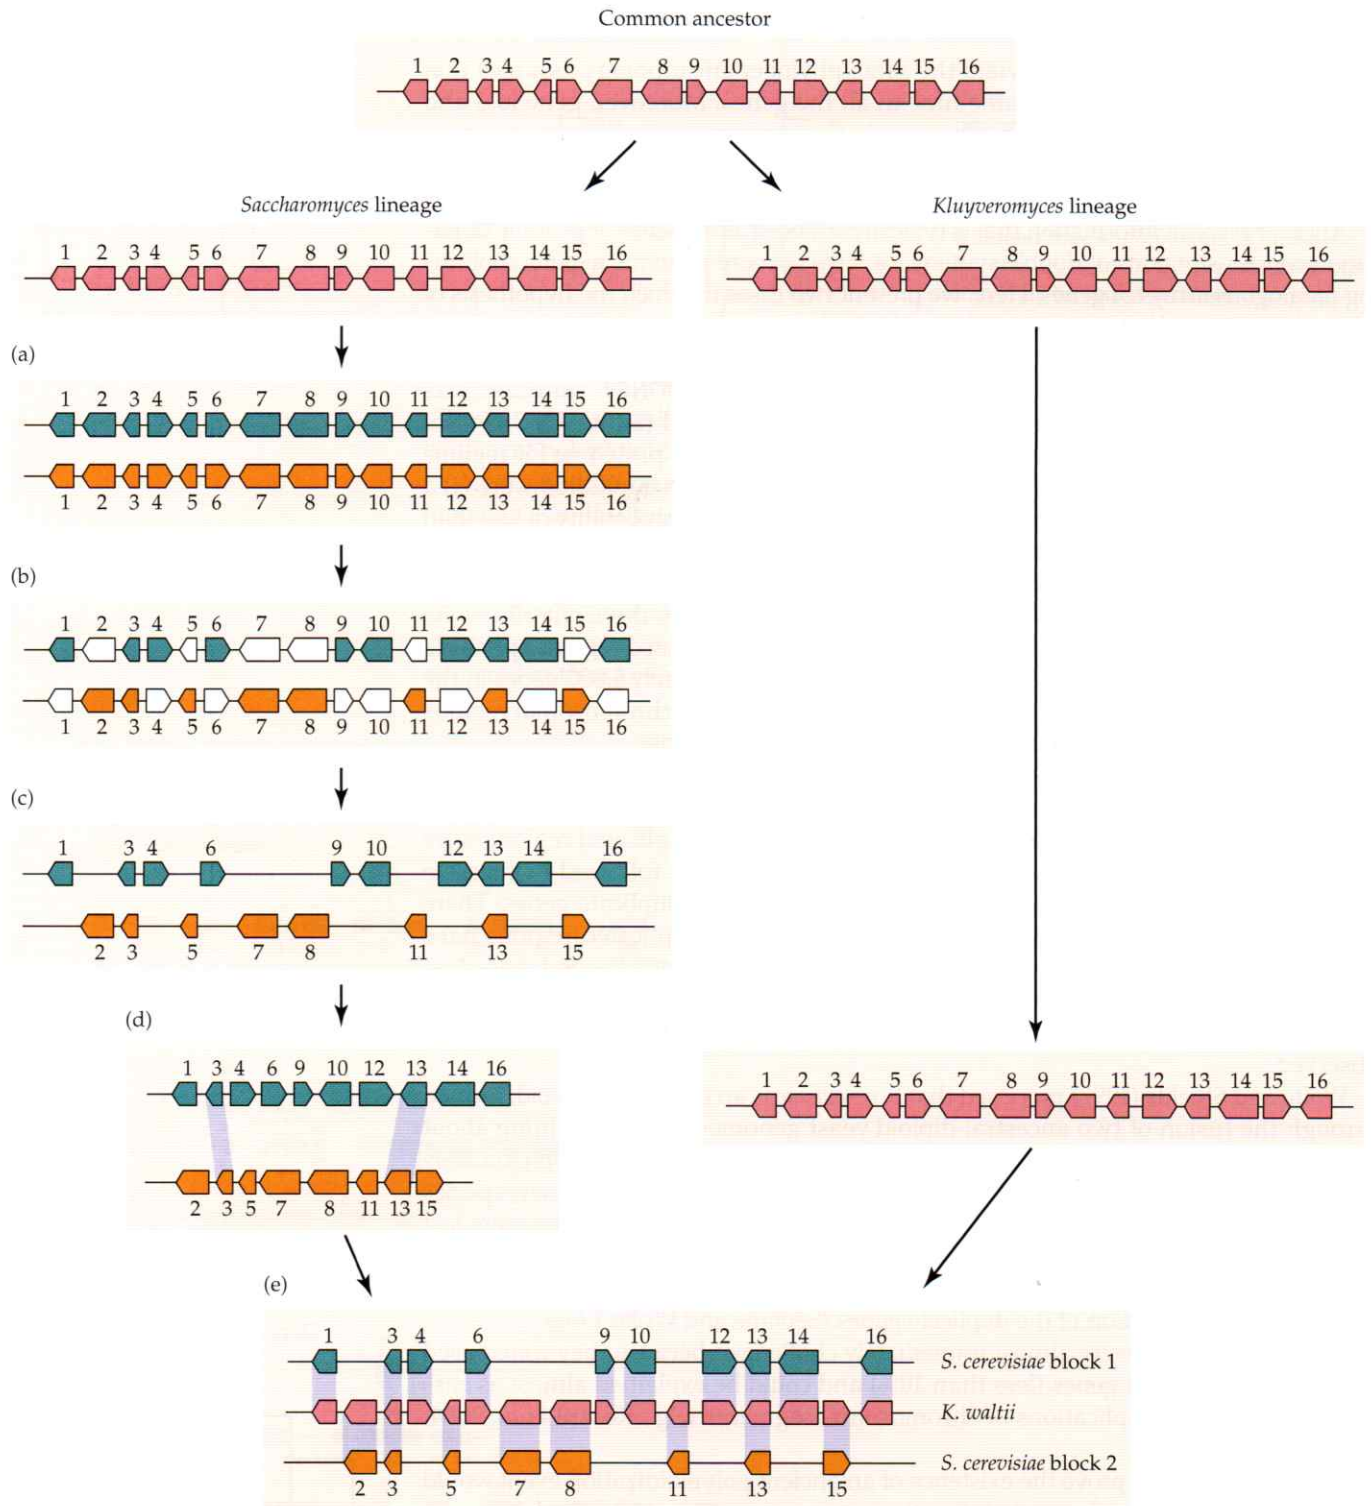 Common ancestor
1 2 3 4 5 6 7 8 9 10 11 12 13 14 15 16
Saccharomyces lineage
Kluyveromyces lineage
1 2 3 4 5 6 7 8 9 10 11 12 13 14 15 16
1 2 3 4 5 6 7 8 9 10 11 12 13 14 15 16
(a)
1 2 3 4 5 6 7 8 9 10 11 12 13 14 15 16
1 2 3 4 5 6 7 8 9 10 11 12 13 14 15 16
(b)
1 2 3 4 5 6 7 8 9 10 11 12 13 14 15 16
1 2 3 4 5 6 7 8 9 10 11 12 13 14 15 16
(c)
1 3 4 6 9 10 12 13 14 16
2 3 5 7 8 11 13 15
(d)
1 3 4 6 9 10 12 13 14 16
2 3 5 7 8 11 13 15
1 2 3 4 5 6 7 8 9 10 11 12 13 14 15 16
(e)
1 3 4 6 9 10 12 13 14 16
S. cerevisiae block 1
K. waltii
S. cerevisiae block 2
2 3 5 7 8 11 13 15